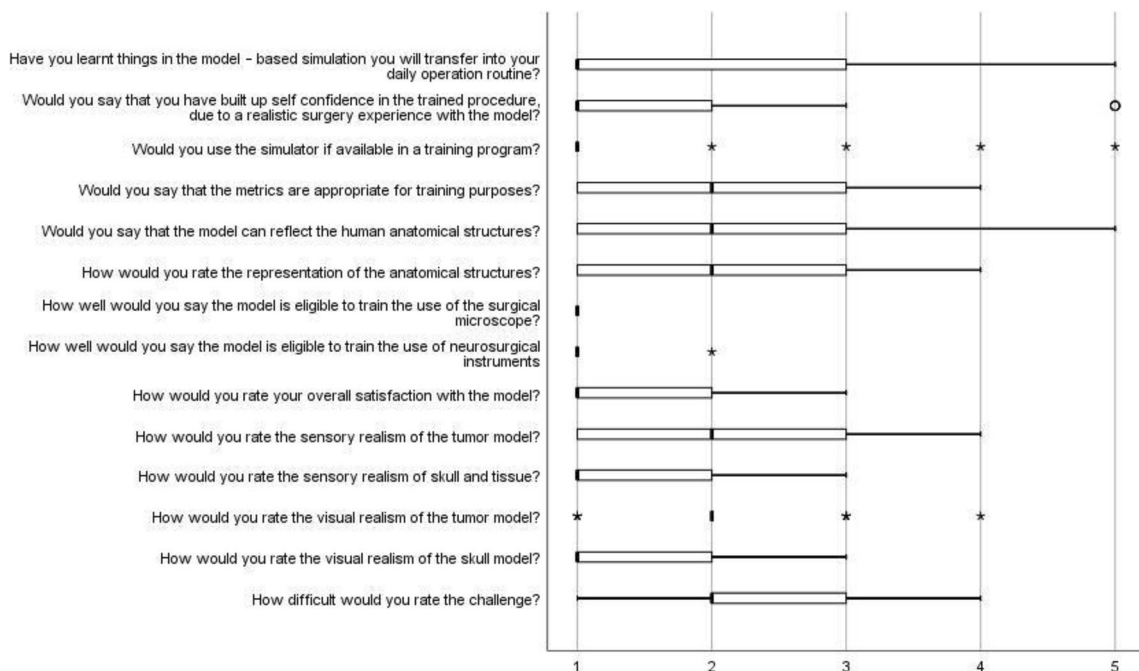 Have you learnt things in the model – based simulation you will transfer into your
daily operation routine?
Would you say that you have built up self confidence in the trained procedure,
due to a realistic surgery experience with the model?
Would you use the simulator if available in a training program?
Would you say that the metrics are appropriate for training purposes?
Would you say that the model can reflect the human anatomical structures?
How would you rate the representation of the anatomical structures?
How well would you say the model is eligible to train the use of the surgical
microscope?
How well would you say the model is eligible to train the use of neurosurgical
instruments
How would you rate your overall satisfaction with the model?
How would you rate the sensory realism of the tumor model?
How would you rate the sensory realism of skull and tissue?
How would you rate the visual realism of the tumor model?
How would you rate the visual realism of the skull model?
How difficult would you rate the challenge?
1 2 3 4 5